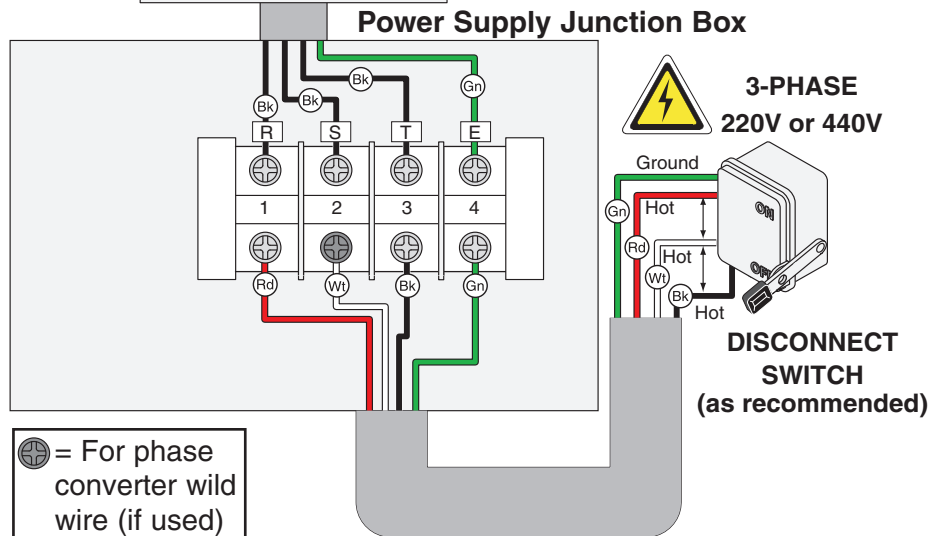 Power Supply Junction Box
Bk
Bk
Bk
Gn
R
S
T
E
1
2
3
4
Rd
Wt
Bk
Gn
3-PHASE
220V or 440V
Ground
Gn
Hot
Rd
Hot
Wt
Bk
Hot
ON
OFF
DISCONNECT
SWITCH
(as recommended)
= For phase
converter wild
wire (if used)